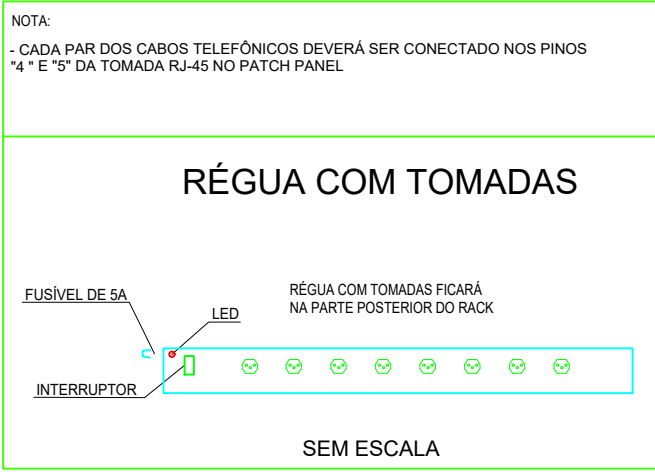 NOTA:
- CADA PAR DOS CABOS TELEFÔNICOS DEVERÁ SER CONECTADO NOS PINOS
"4 " E "5" DA TOMADA RJ-45 NO PATCH PANEL
RÉGUA COM TOMADAS
FUSÍVEL DE 5A
LED
RÉGUA COM TOMADAS FICARÁ
NA PARTE POSTERIOR DO RACK
INTERRUPTOR
SEM ESCALA